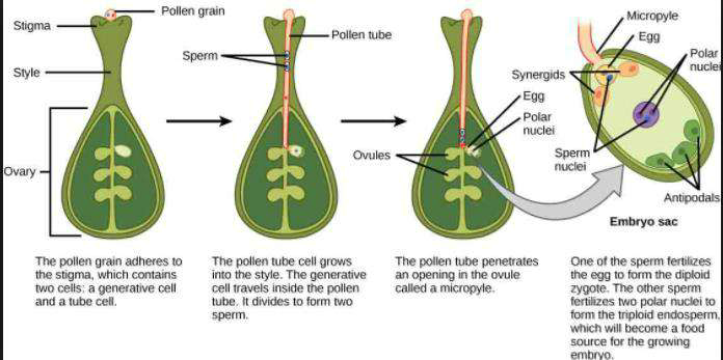 Pollen grain
Stigma
Style
Ovary
Sperm
Pollen tube
Ovules
Egg
Polar
nuclei
Micropyle
Egg
Polar
nuclei
Synergids
Sperm
nuclei
Antipodals
Embryo sac
The pollen grain adheres to
the stigma, which contains
two cells: a generative cell
and a tube cell.
The pollen tube cell grows
into the style. The generative
cell travels inside the pollen
tube. It divides to form two
sperm.
The pollen tube penetrates
an opening in the ovule
called a micropyle.
One of the sperm fertilizes
the egg to form the diploid
zygote. The other sperm
fertilizes two polar nuclei to
form the triploid endosperm,
which will become a food
source for the growing
embryo.